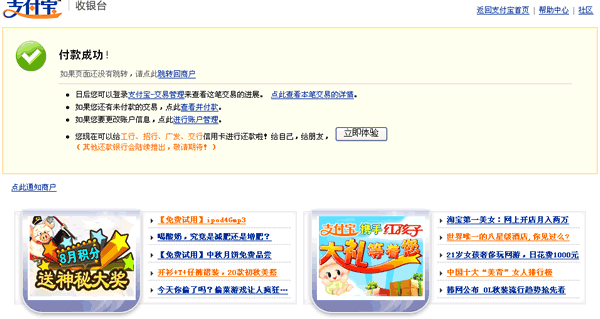 支付宝 | 收银台
返回支付宝首页 | 帮助中心 | 社区
付款成功!
如果页面还没有跳转，请点此跳转回商户
日后您可以登录支付宝-交易管理来查看这笔交易的进展。 点此查看本笔交易的详情。
如果您还有未付款的交易，点此查看并付款。
如果您要更改账户信息，点此进行账户管理。
您现在可以给工行、招行、广发、交行信用卡进行还款啦！给自己，给朋友， 立即体验
（其他还款银行会陆续推出，敬请期待！）
点此通知商户
8月积分
送神秘大奖
【免费试用】ipod4Gmp3
喝酸奶，究竟是减肥还是增肥？
【免费试用】中秋月饼免费品尝
开衫+T+仔裤裙装，20款初秋美搭
今天你偷了吗？偷菜游戏让人疯狂…
支付宝携手红孩子
大礼等着您
淘宝第一美女：网上开店月入两万
世界唯一的八星级酒店,你见过么?
21岁女孩奢侈玩网游，日花费1000元
中国十大“美青”女人排行榜
韩网公布 OL秋装流行趋势抢先看